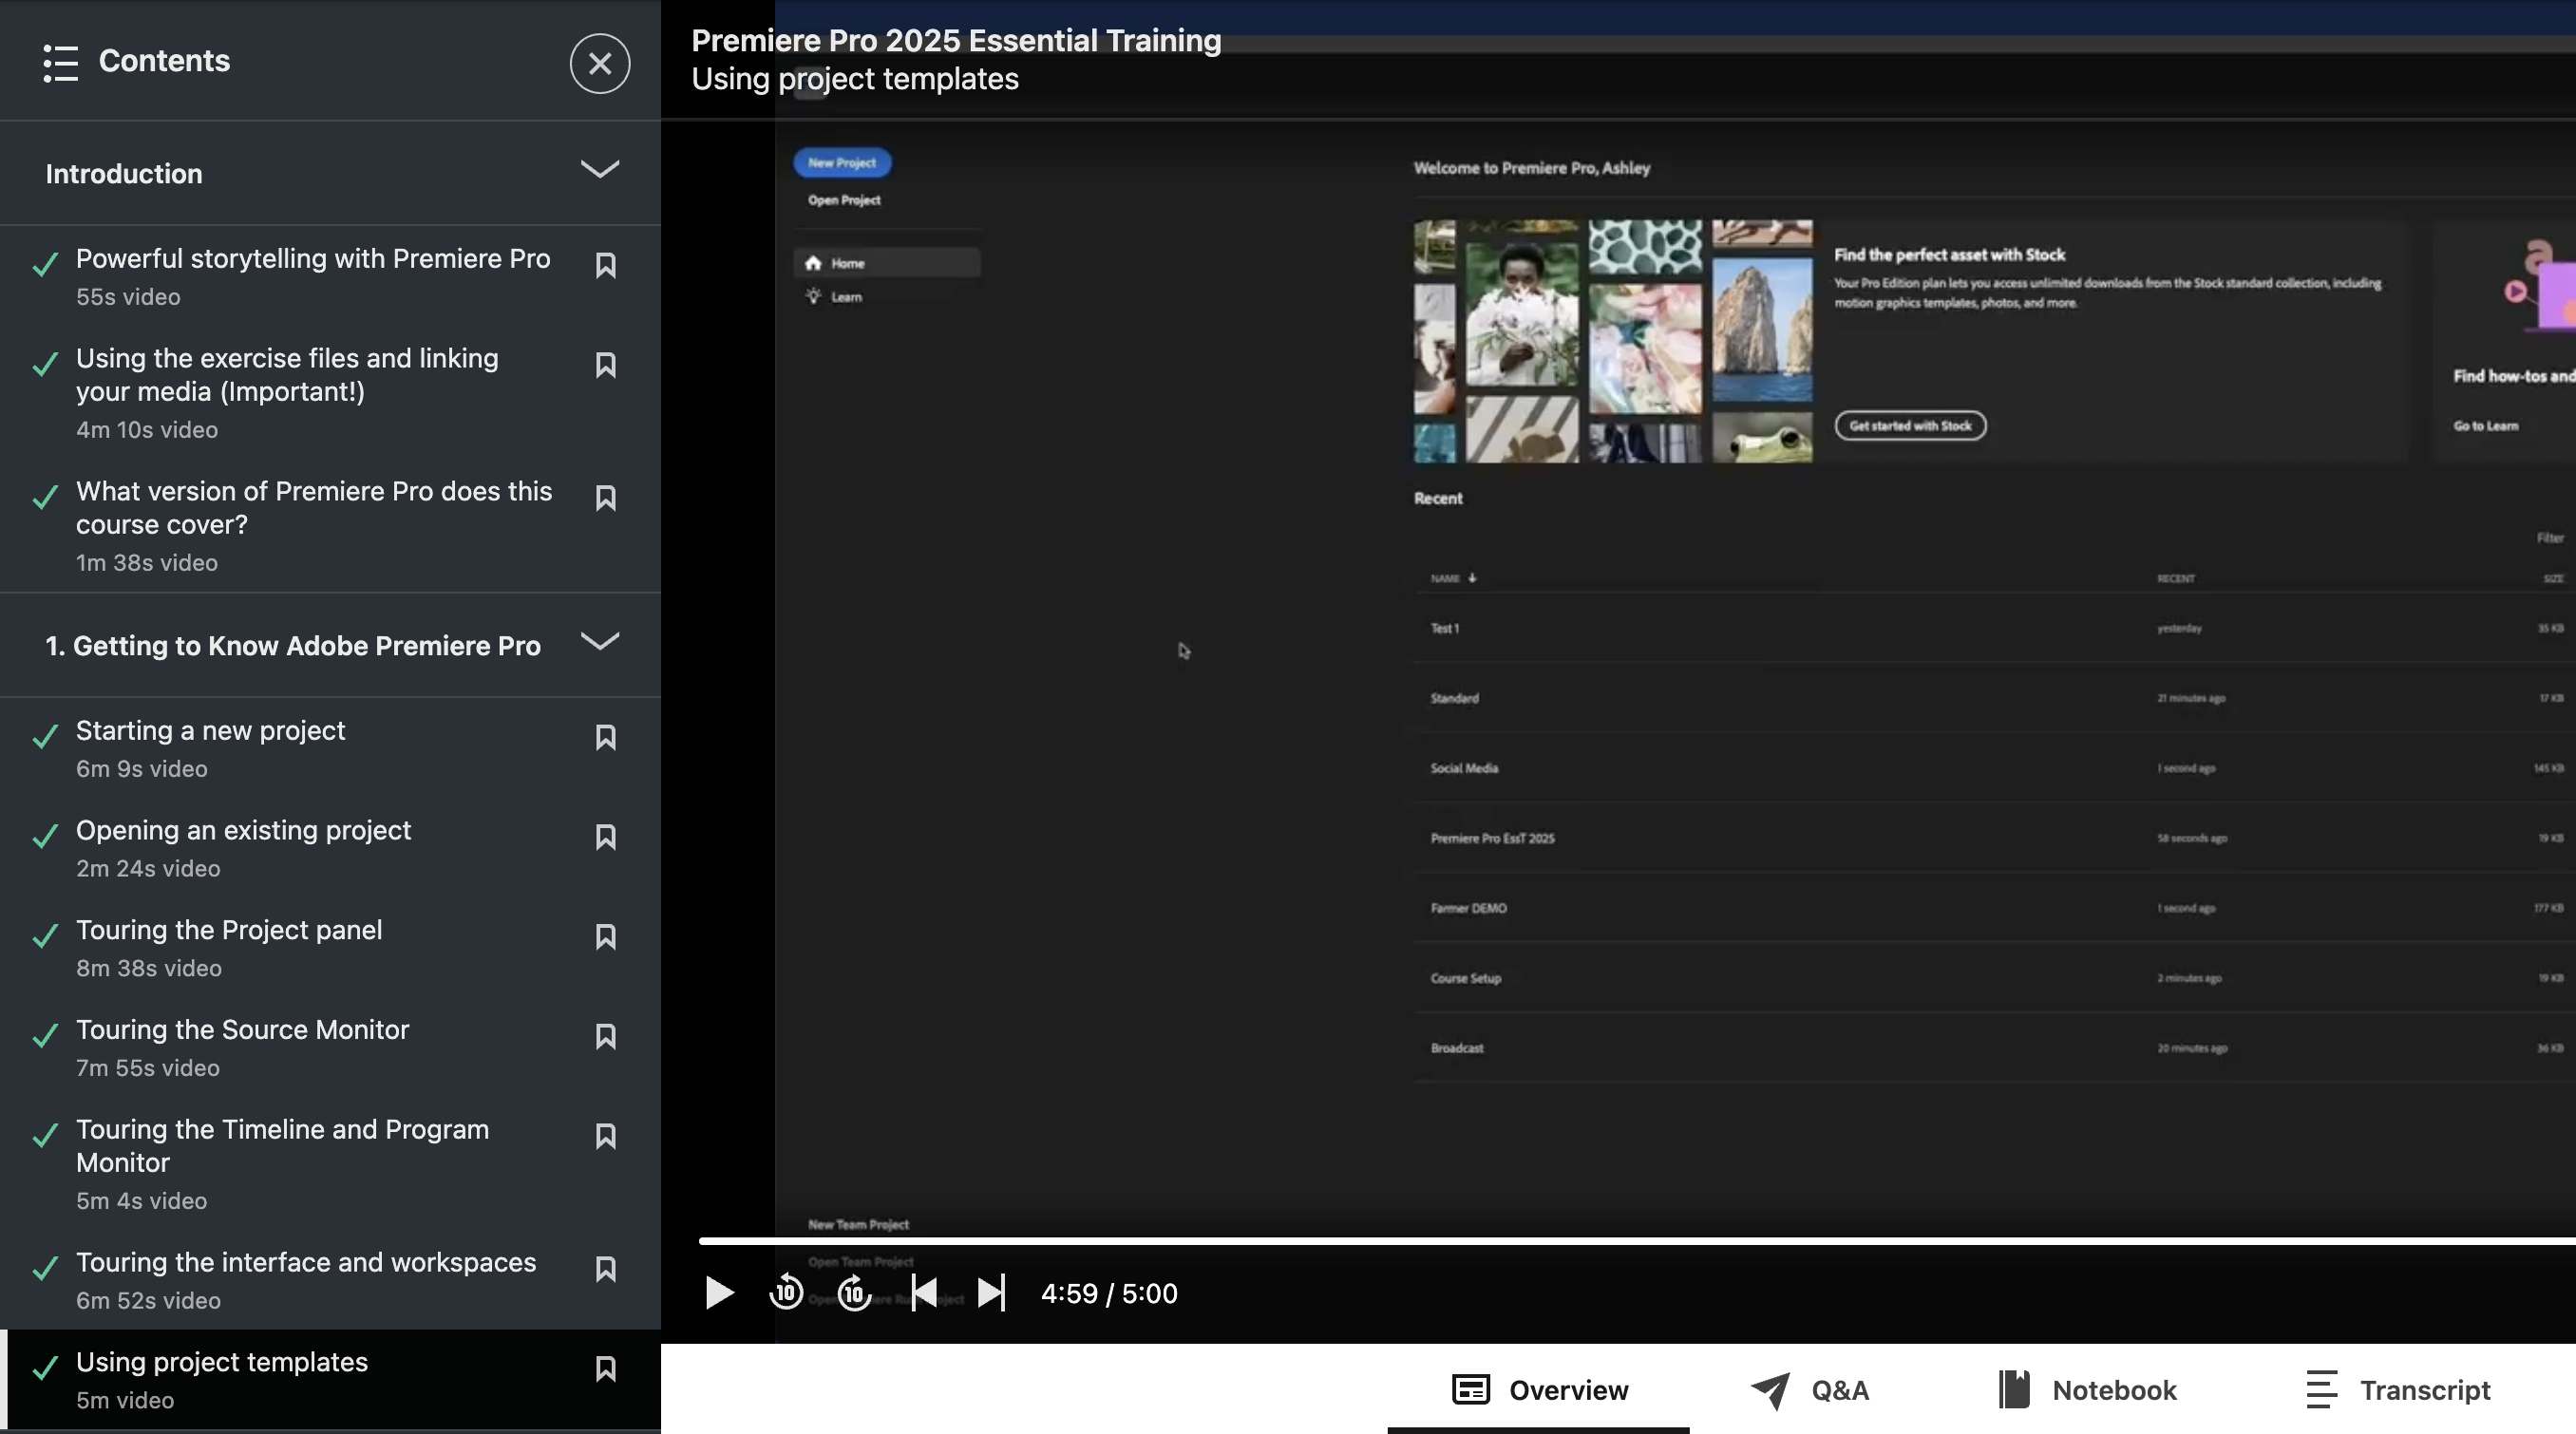 Contents
Introduction
Powerful storytelling with Premiere Pro
55s video
Using the exercise files and linking
your media (Important!)
4m 10s video
What version of Premiere Pro does this
course cover?
1m 38s video
1. Getting to Know Adobe Premiere Pro
Starting a new project
6m 9s video
Opening an existing project
2m 24s video
Touring the Project panel
8m 38s video
Touring the Source Monitor
7m 55s video
Touring the Timeline and Program
Monitor
5m 4s video
Touring the interface and workspaces
6m 52s video
Using project templates
5m video
Premiere Pro 2025 Essential Training
Using project templates
New Project
Open Project
Home
Learn
Welcome to Premiere Pro, Ashley
Find the perfect asset with Stock
Your Pro Edition plan lets you access unlimited downloads from the Stock standard collection, including
motion graphics templates, photos, and more.
Get started with Stock
Find how-tos and
Go to Learn
Recent
Filter
NAME RECENT SIZE
Test 1 yesterday 35 KB
Standard 21 minutes ago 17 KB
Social Media 1 second ago 145 KB
Premiere Pro EssT 2025 58 seconds ago 19 KB
Farmer DEMO 1 second ago 177 KB
Course Setup 2 minutes ago 19 KB
Broadcast 20 minutes ago 36 KB
New Team Project
Open Team Project
10 10 4:59 / 5:00
Overview Q&A Notebook Transcript